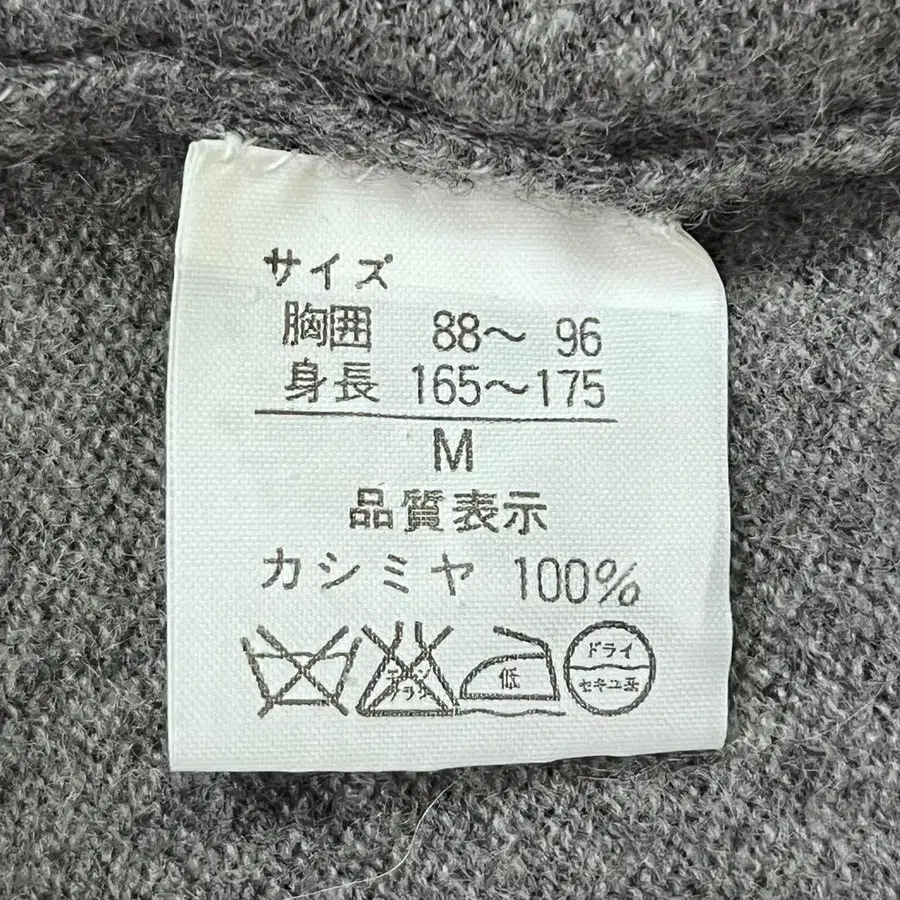 サイズ
胸囲 88～ 96
身長 165～175
M
品質表示
カシミヤ 100%
低
ドライ
セキユ系